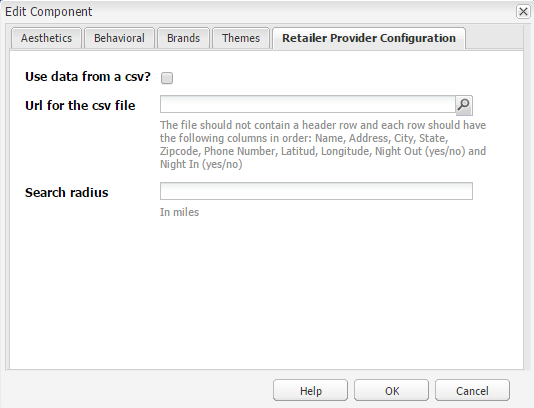 Edit Component
Aesthetics Behavioral Brands Themes Retailer Provider Configuration
Use data from a csv?
Url for the csv file
The file should not contain a header row and each row should have
the following columns in order: Name, Address, City, State,
Zipcode, Phone Number, Latitud, Longitude, Night Out (yes/no) and
Night In (yes/no)
Search radius
In miles
Help OK Cancel